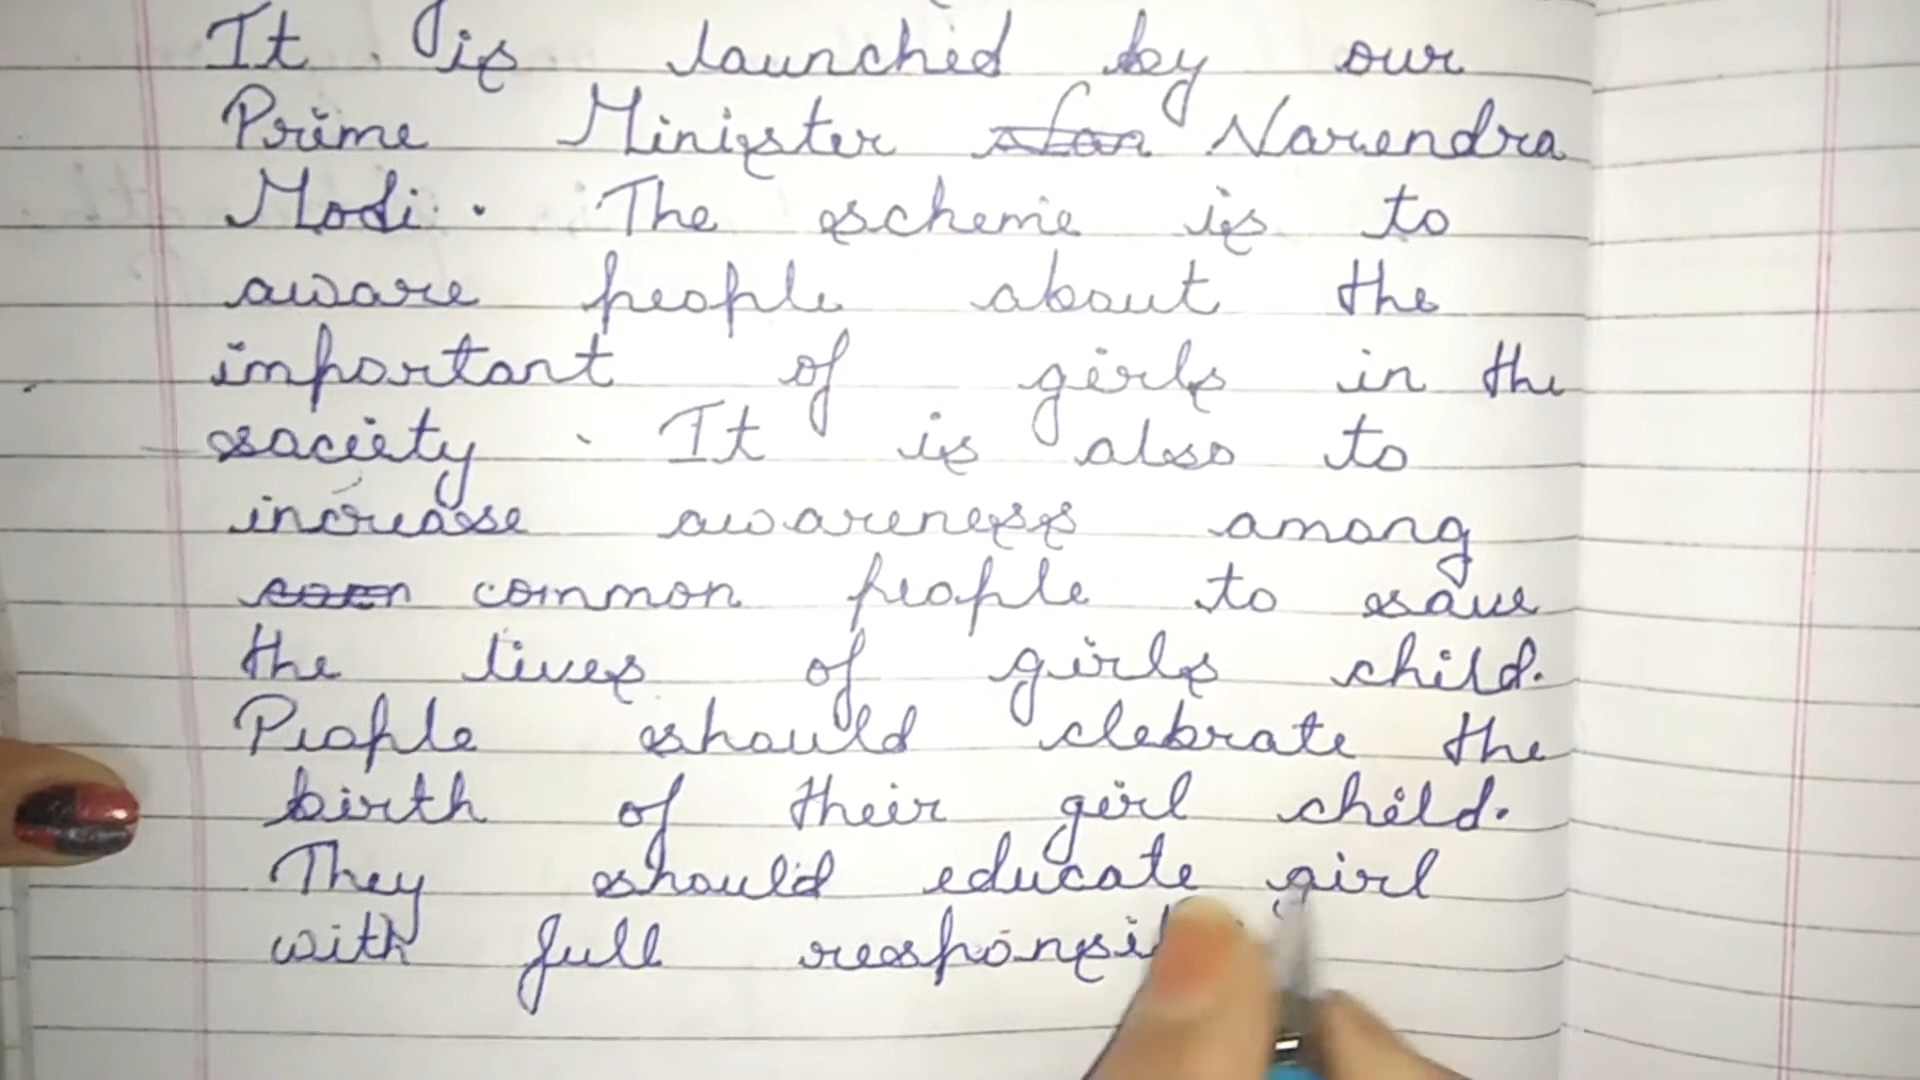 It is launched by our
Prime Minister Narendra
Modi. The scheme is to
aware people about the
important of girls in the
society. It is also to
increase awareness among
common people to save
the lives of girls child.
People should clebrate the
birth of their girl child.
They should educate girl
with full